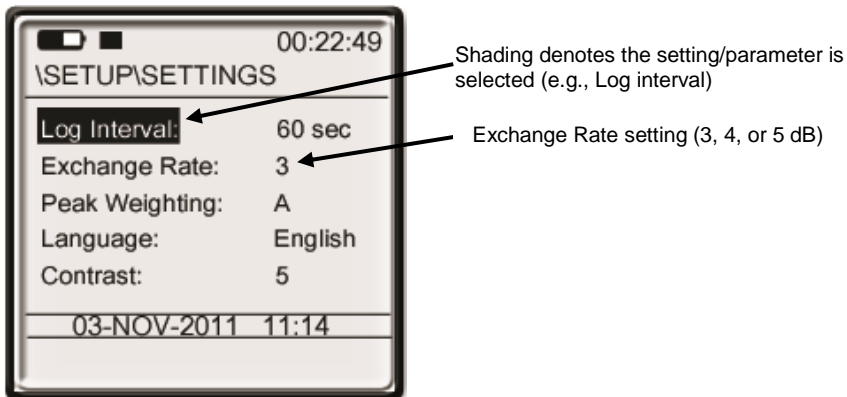 00:22:49
\SETUP\SETTINGS
Log Interval: 60 sec
Exchange Rate: 3
Peak Weighting: A
Language: English
Contrast: 5
03-NOV-2011 11:14
Shading denotes the setting/parameter is
selected (e.g., Log interval)
Exchange Rate setting (3, 4, or 5 dB)